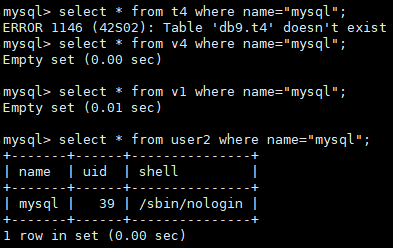 mysql> select * from t4 where name="mysql";
ERROR 1146 (42S02): Table 'db9.t4' doesn't exist
mysql> select * from v4 where name="mysql";
Empty set (0.00 sec)

mysql> select * from v1 where name="mysql";
Empty set (0.01 sec)

mysql> select * from user2 where name="mysql";
+-------+------+---------------+
| name  | uid  | shell         |
+-------+------+---------------+
| mysql |   39 | /sbin/nologin |
+-------+------+---------------+
1 row in set (0.00 sec)